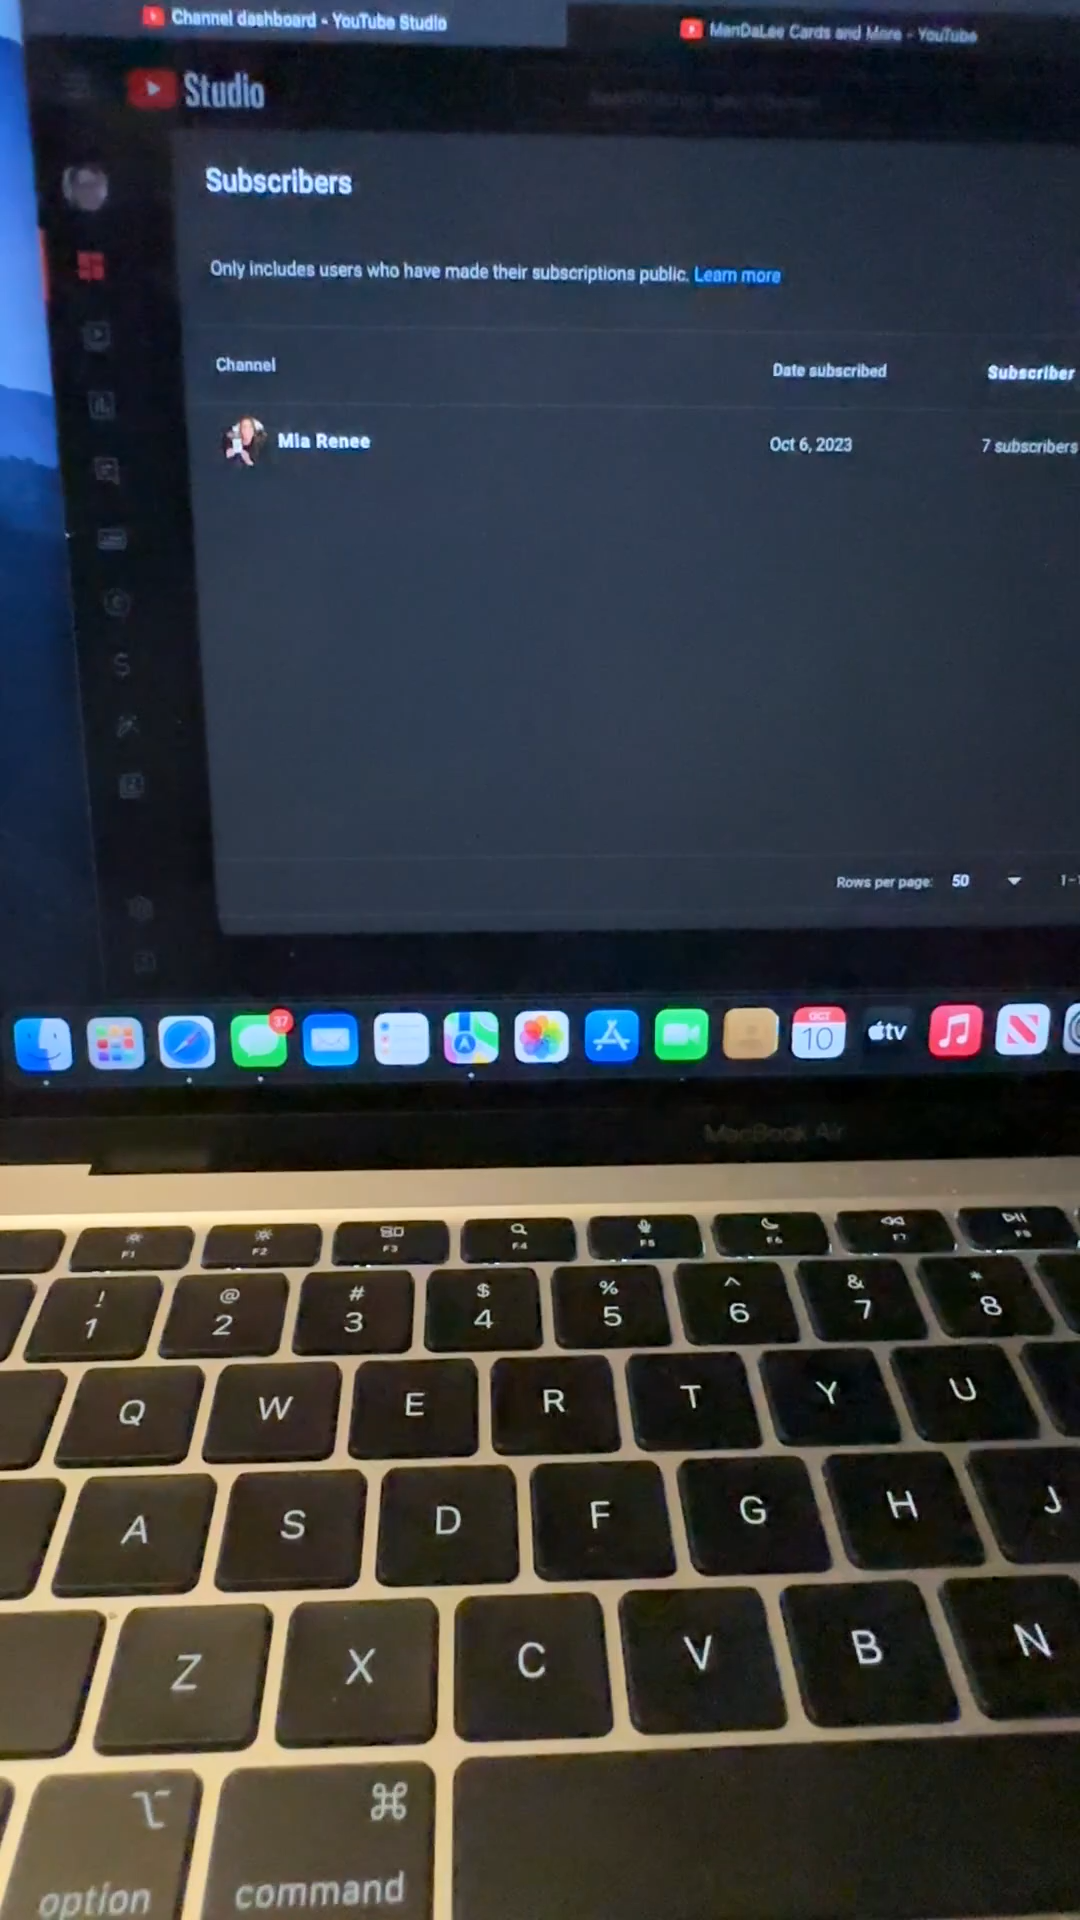 Channel dashboard - YouTube Studio
ManDaLee Cards and More - YouTube
Studio
Subscribers
Only includes users who have made their subscriptions public. Learn more
Channel Date subscribed Subscriber
Mia Renee Oct 6, 2023 7 subscribers
Rows per page: 50 1-1
37
OCT
10
tv
MacBook Air
F1 F2 F3 F4 F5 F6 F7 F8
! @ # $ % ^ & *
1 2 3 4 5 6 7 8
Q W E R T Y U
A S D F G H J
Z X C V B N
option command